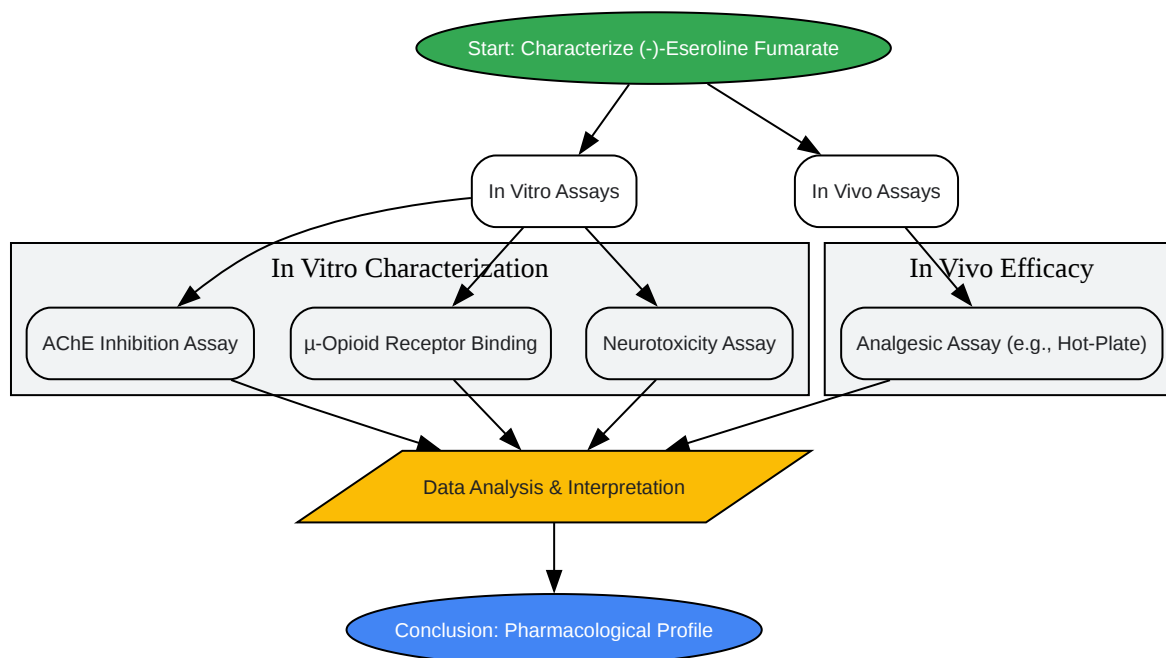 Start: Characterize (-)-Eseroline Fumarate
In Vitro Assays
In Vivo Assays
In Vitro Characterization
In Vivo Efficacy
AChE Inhibition Assay
μ-Opioid Receptor Binding
Neurotoxicity Assay
Analgesic Assay (e.g., Hot-Plate)
Data Analysis & Interpretation
Conclusion: Pharmacological Profile